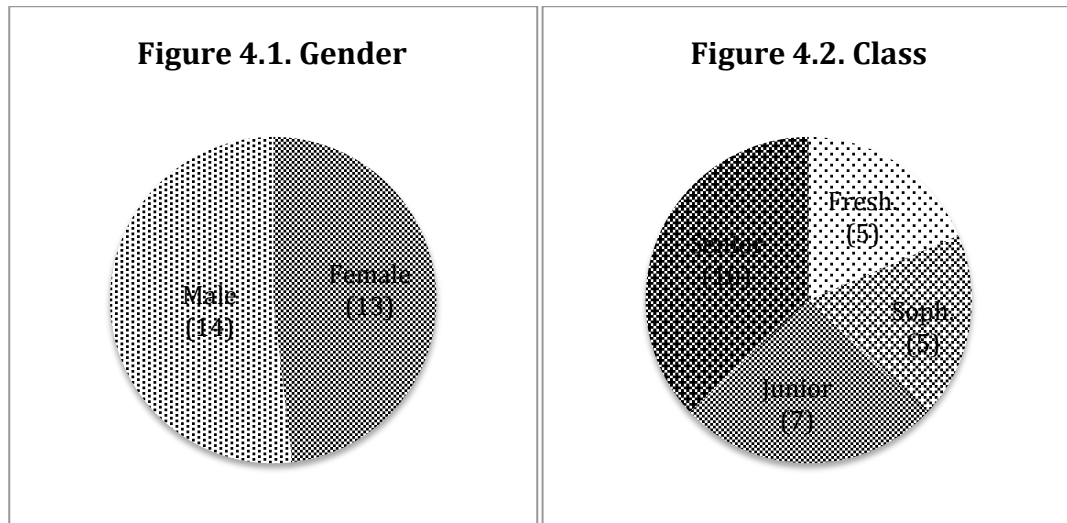 Figure 4.1. Gender
Male
(14)
Female
(13)
Figure 4.2. Class
Fresh.
(5)
Soph.
(5)
Junior
(7)